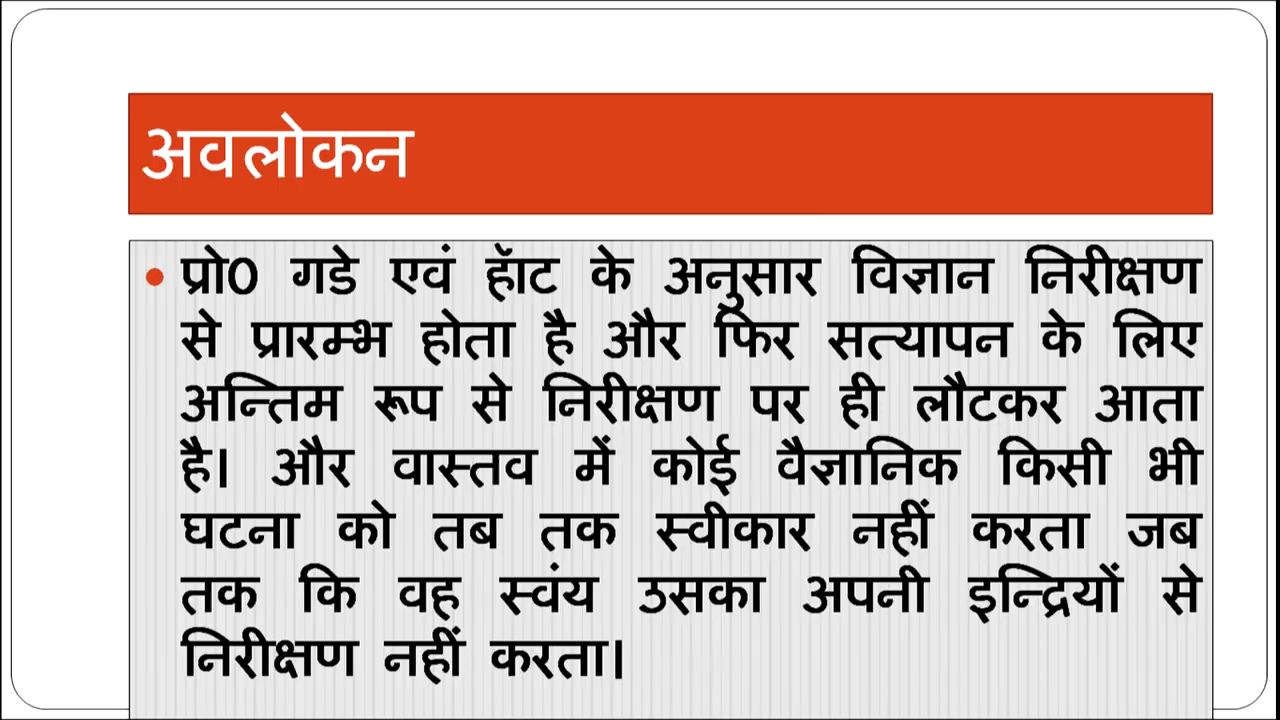 अवलोकन
• प्रो0 गडे एवं हॅाट के अनुसार विज्ञान निरीक्षण
से प्रारम्भ होता है और फिर सत्यापन के लिए
अन्तिम रूप से निरीक्षण पर ही लौटकर आता
है। और वास्तव में कोई वैज्ञानिक किसी भी
घटना को तब तक स्वीकार नहीं करता जब
तक कि वह स्वंय उसका अपनी इन्द्रियों से
निरीक्षण नहीं करता।